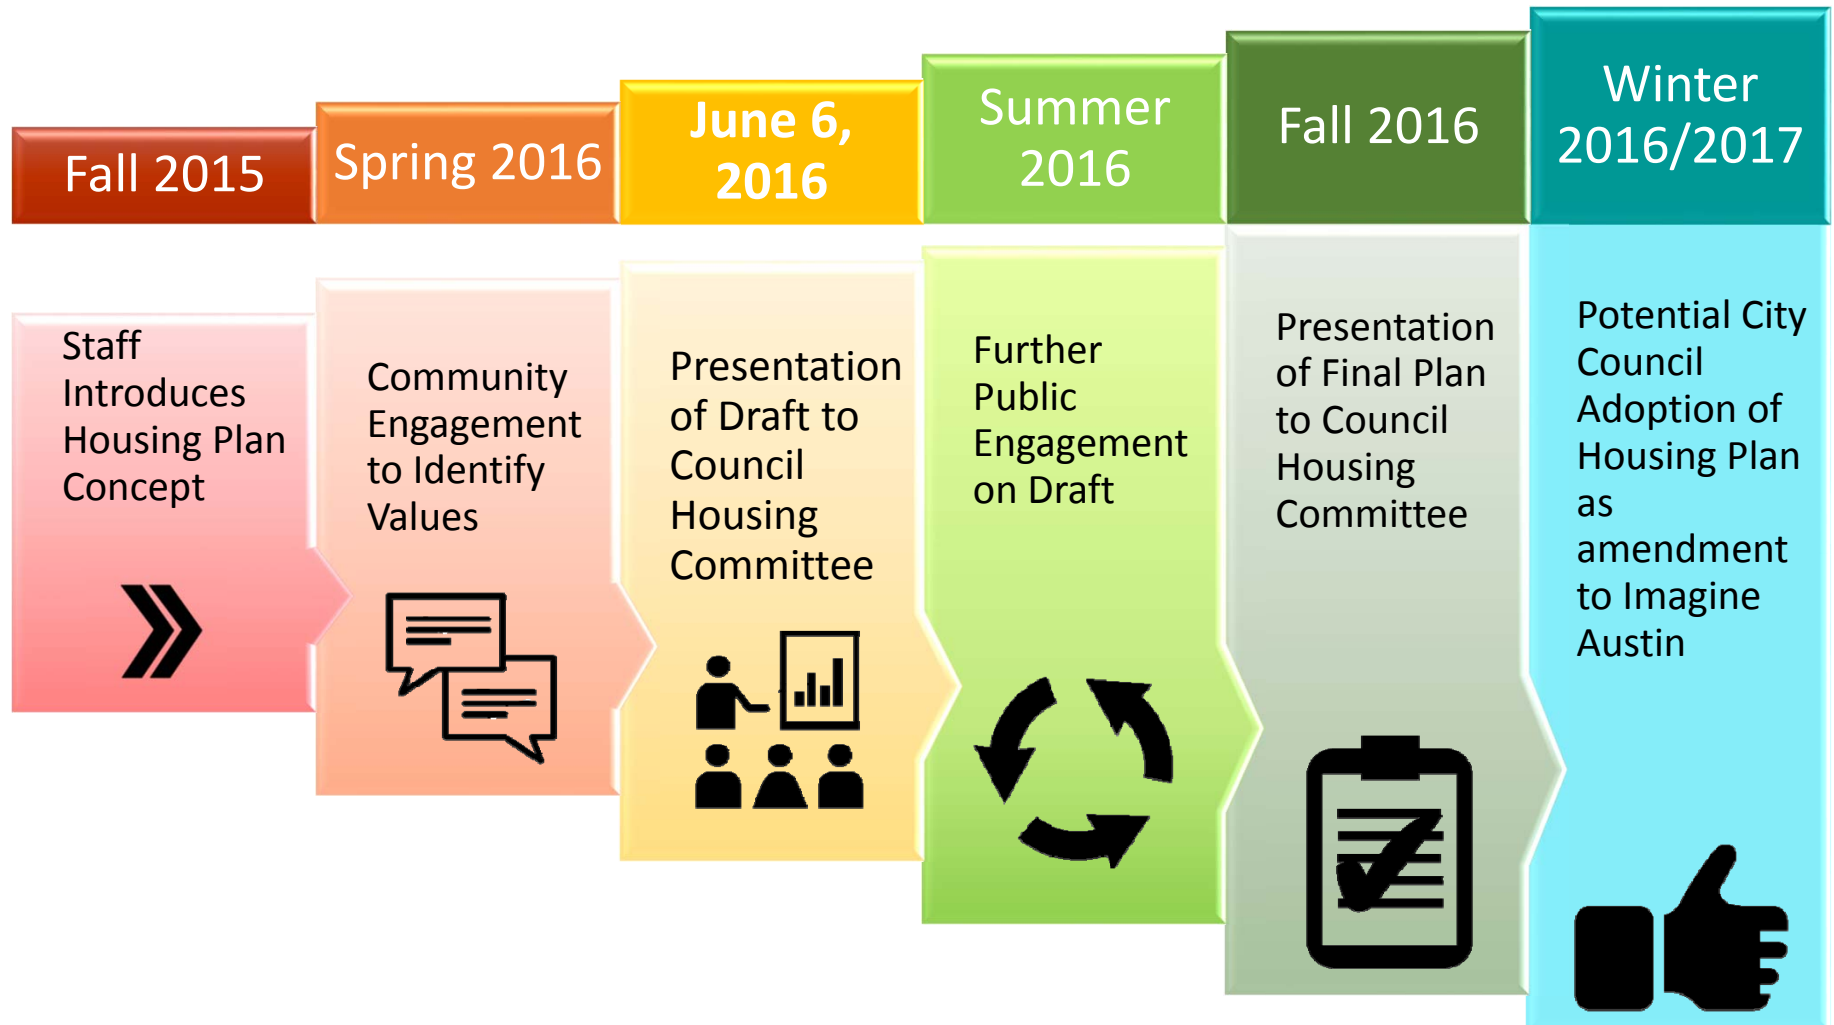 Fall 2015
Spring 2016
June 6,
2016
Summer
2016
Fall 2016
Winter
2016/2017
Staff
Introduces
Housing Plan
Concept
Community
Engagement
to Identify
Values
Presentation
of Draft to
Council
Housing
Committee
Further
Public
Engagement
on Draft
Presentation
of Final Plan
to Council
Housing
Committee
Potential City
Council
Adoption of
Housing Plan
as
amendment
to Imagine
Austin